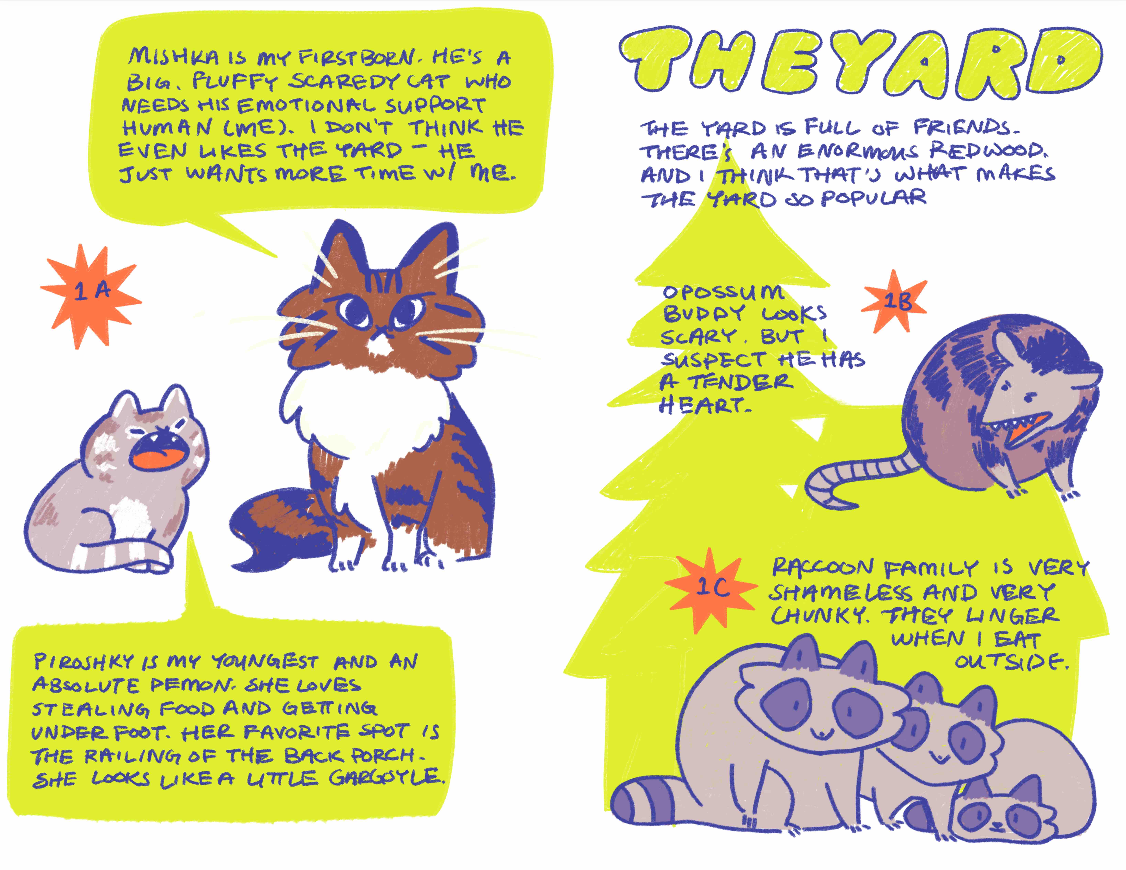 MISHKA IS MY FIRSTBORN. HE'S A
BIG, FLUFFY SCAREDY CAT WHO
NEEDS HIS EMOTIONAL SUPPORT
HUMAN (ME). I DON'T THINK HE
EVEN LIKES THE YARD - HE
JUST WANTS MORE TIME W/ ME.
1A
PIROSHKY IS MY YOUNGEST AND AN
ABSOLUTE DEMON. SHE LOVES
STEALING FOOD AND GETTING
UNDERFOOT. HER FAVORITE SPOT IS
THE RAILING OF THE BACK PORCH.
SHE LOOKS LIKE A LITTLE GARGOYLE.
THE YARD
THE YARD IS FULL OF FRIENDS.
THERE'S AN ENORMOUS REDWOOD.
AND I THINK THAT'S WHAT MAKES
THE YARD SO POPULAR
1B
OPOSSUM
BUDDY LOOKS
SCARY. BUT I
SUSPECT HE HAS
A TENDER
HEART.
1C
RACCOON FAMILY IS VERY
SHAMELESS AND VERY
CHUNKY. THEY LINGER
WHEN I EAT
OUTSIDE.